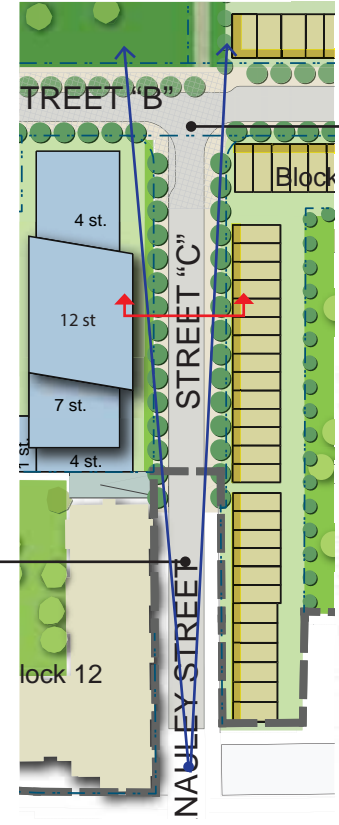 TREET “B”
Block
4 st.
STREET “C”
12 st
7 st.
1 st.
4 st.
NAULEY STREET
lock 12